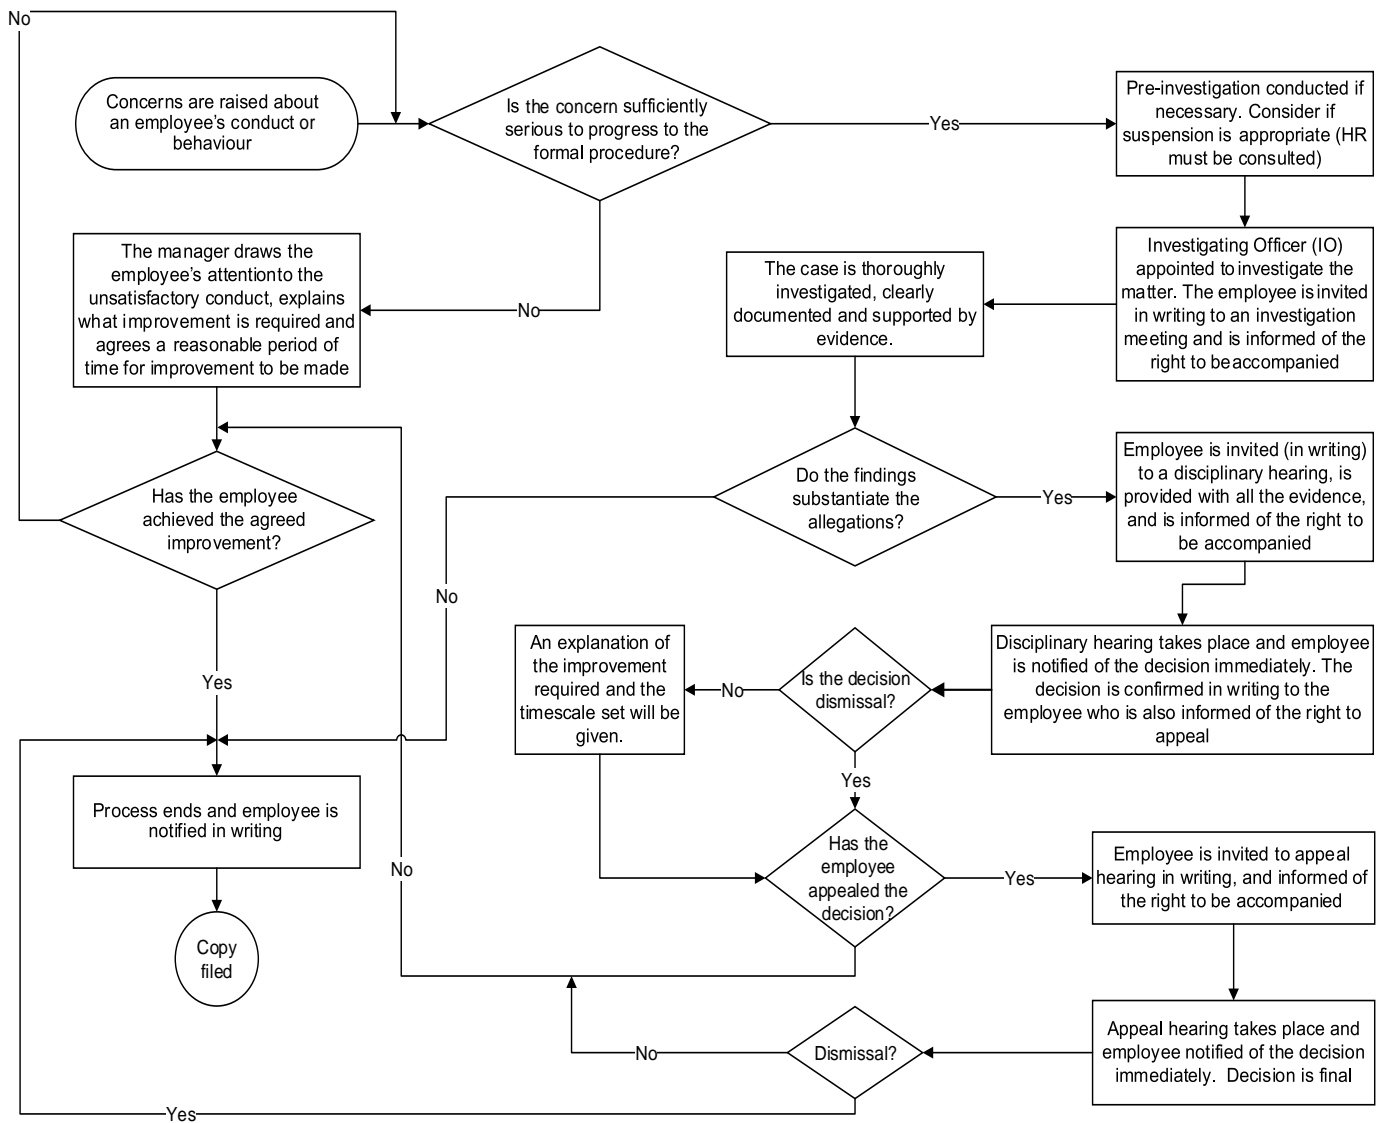 No
Concerns are raised about
an employee's conduct or
behaviour
Is the concern sufficiently
serious to progress to the
formal procedure?
Yes
Pre-investigation conducted if
necessary. Consider if
suspension is appropriate (HR
must be consulted)
The manager draws the
employee's attention to the
unsatisfactory conduct, explains
what improvement is required and
agrees a reasonable period of
time for improvement to be made
No
The case is thoroughly
investigated, clearly
documented and supported by
evidence.
Investigating Officer (IO)
appointed to investigate the
matter. The employee is invited
in writing to an investigation
meeting and is informed of the
right to be accompanied
Has the employee
achieved the agreed
improvement?
Do the findings
substantiate the
allegations?
Yes
Employee is invited (in writing)
to a disciplinary hearing, is
provided with all the evidence,
and is informed of the right to
be accompanied
No
Yes
An explanation of
the improvement
required and the
timescale set will be
given.
No
Is the decision
dismissal?
Disciplinary hearing takes place and employee
is notified of the decision immediately. The
decision is confirmed in writing to the
employee who is also informed of the right to
appeal
Yes
Process ends and employee is
notified in writing
No
Has the
employee
appealed the
decision?
Yes
Employee is invited to appeal
hearing in writing, and informed of
the right to be accompanied
Copy
filed
No
Dismissal?
Appeal hearing takes place and
employee notified of the decision
immediately. Decision is final
Yes